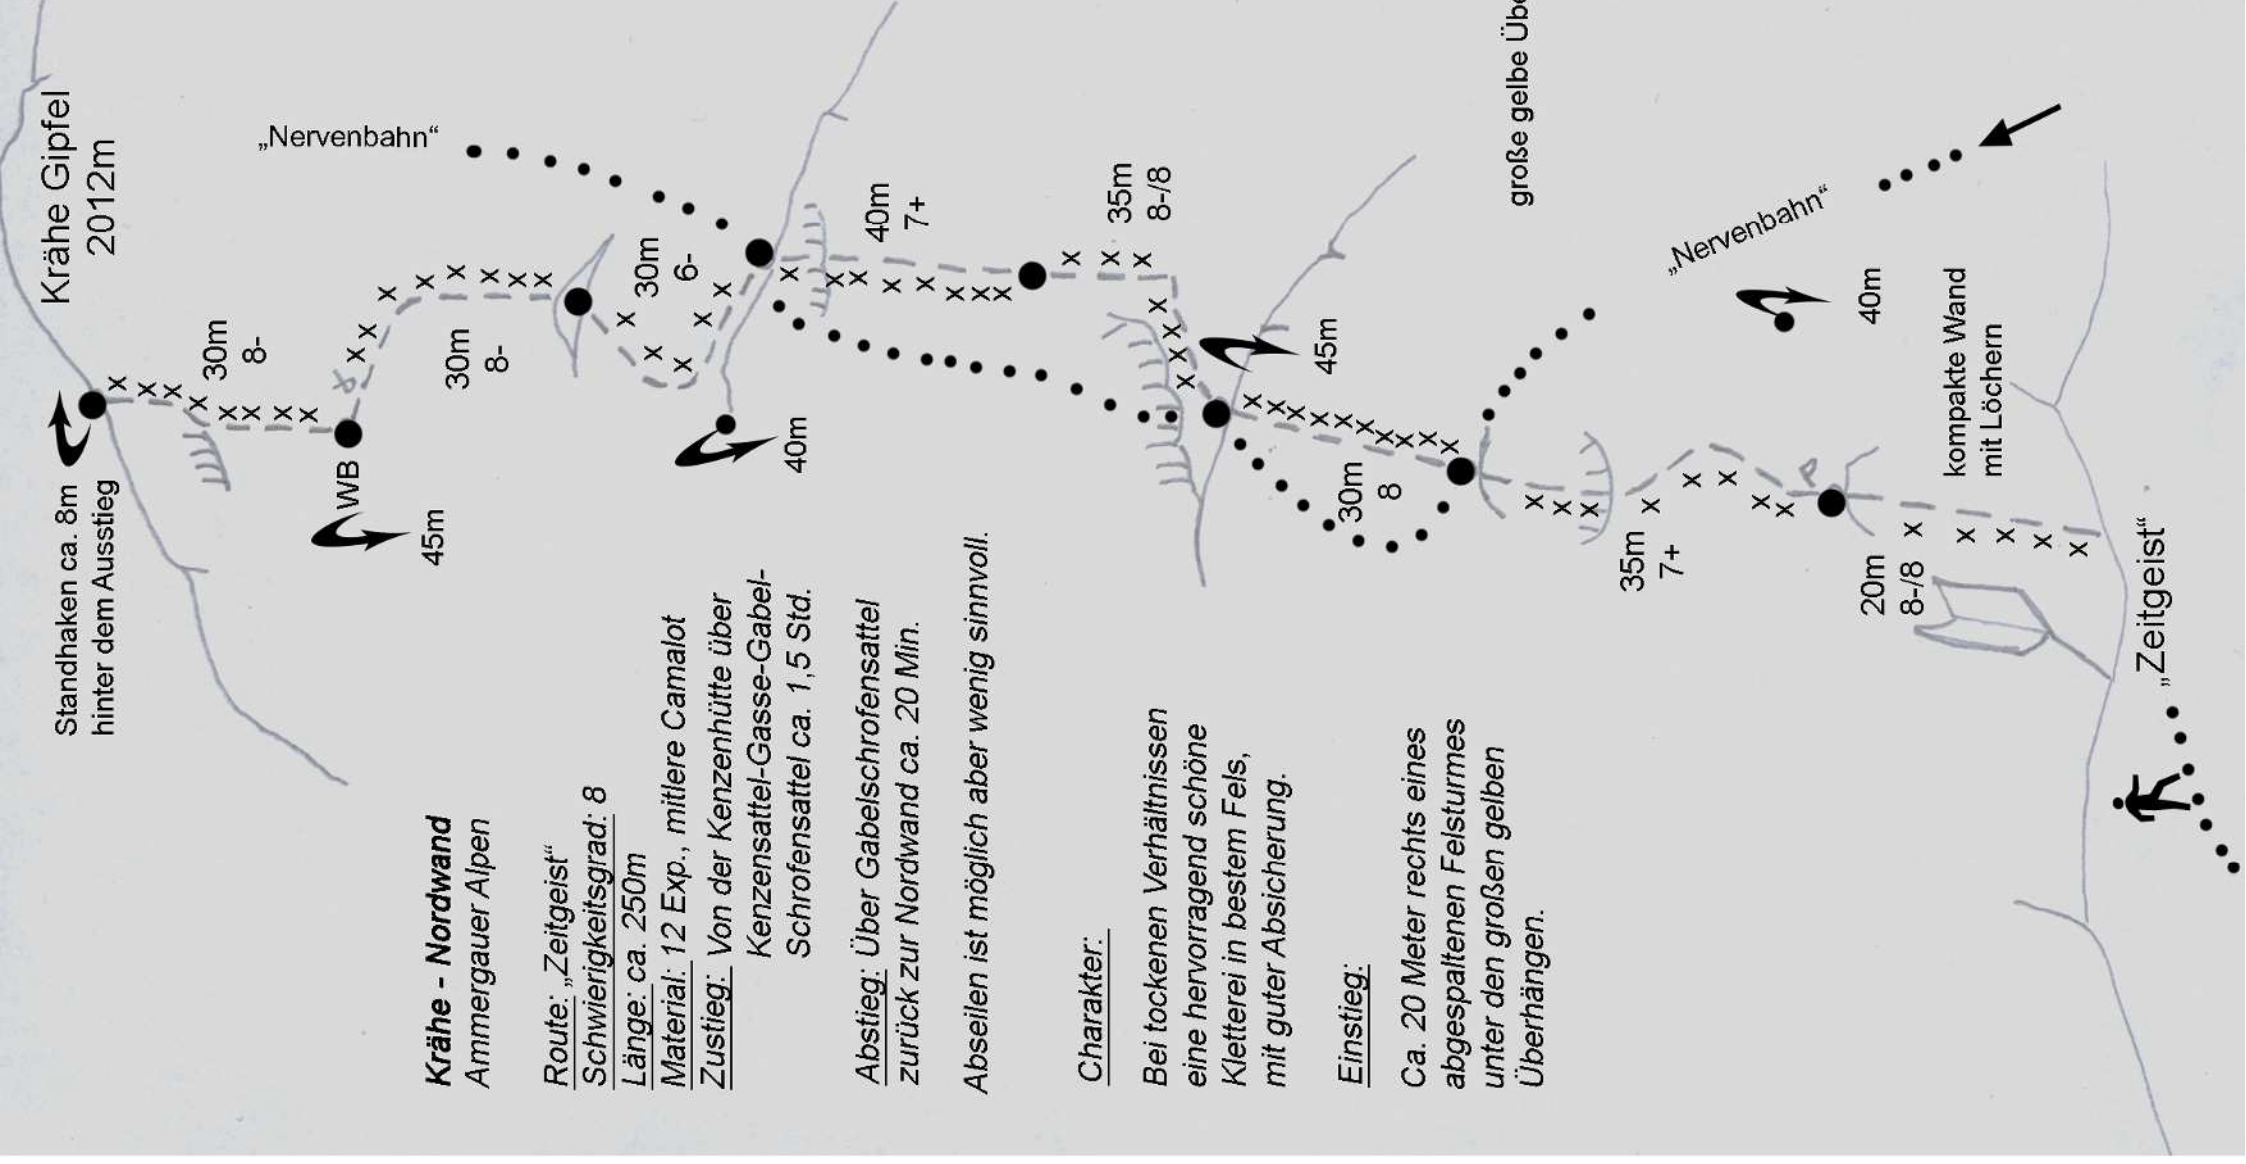 Krähe Gipfel
2012m
Standhaken ca. 8m
hinter dem Ausstieg
30m
8-
WB
45m
30m
8-
„Nervenbahn“
30m
6-
40m
40m
7+
35m
8-/8
45m
30m
8
große gelbe Übe
35m
7+
„Nervenbahn“
40m
20m
8-/8
kompakte Wand
mit Löchern
„Zeitgeist“
Krähe - Nordwand
Ammergauer Alpen
Route: „Zeitgeist“
Schwierigkeitsgrad: 8
Länge: ca. 250m
Material: 12 Exp., mitlere Camalot
Zustieg: Von der Kenzenhütte über
Kenzensattel-Gasse-Gabel-
Schrofensattel ca. 1,5 Std.
Abstieg: Über Gabelschrofensattel
zurück zur Nordwand ca. 20 Min.
Abseilen ist möglich aber wenig sinnvoll.
Charakter:
Bei tockenen Verhältnissen
eine hervorragend schöne
Kletterei in bestem Fels,
mit guter Absicherung.
Einstieg:
Ca. 20 Meter rechts eines
abgespaltenen Felsturmes
unter den großen gelben
Überhängen.